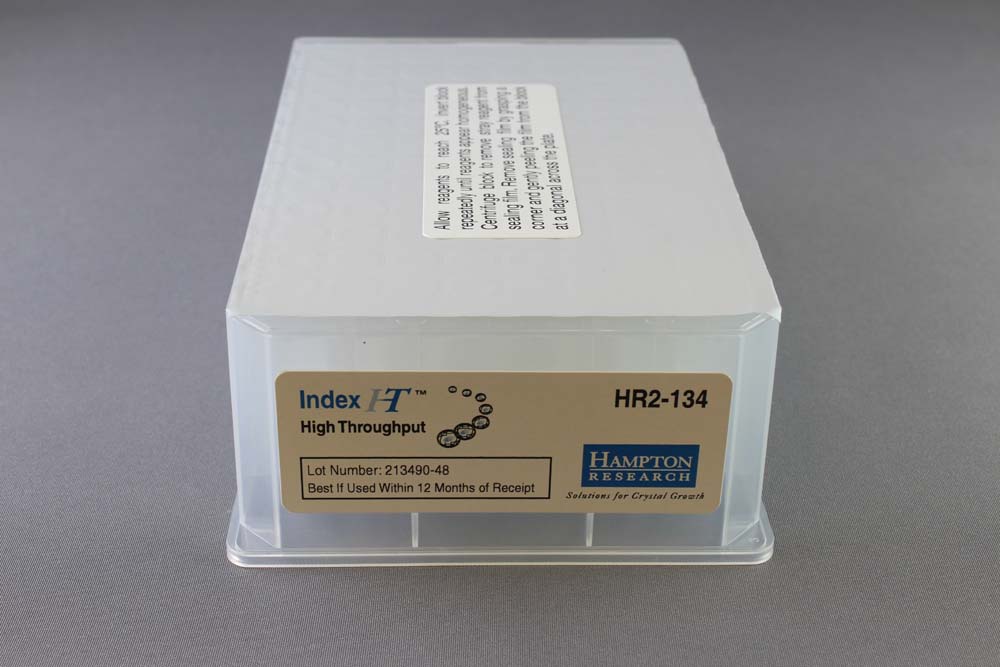 Allow reagents to reach 25°C. Invert block
repeatedly until reagents appear homogeneous.
Centrifuge block to remove stray reagent from
sealing film. Remove sealing film by grasping a
corner and gently peeling the film from the block
at a diagonal across the plate.
Index HT™
High Throughput
HR2-134
Lot Number: 213490-48
Best If Used Within 12 Months of Receipt
HAMPTON
RESEARCH
Solutions for Crystal Growth